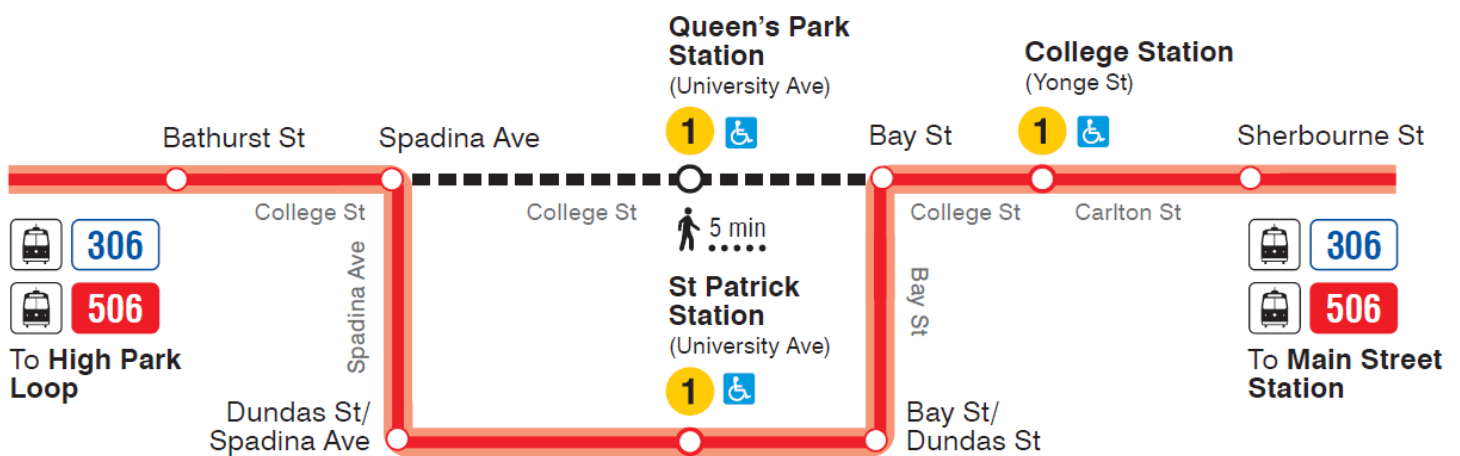 Queen's Park
Station
(University Ave)
1
College Station
(Yonge St)
1
Bathurst St
Spadina Ave
Bay St
Sherbourne St
College St
College St
College St
Carlton St
306
506
To High Park
Loop
Spadina Ave
5 min
St Patrick
Station
(University Ave)
1
Bay St
306
506
To Main Street
Station
Dundas St/
Spadina Ave
Bay St/
Dundas St